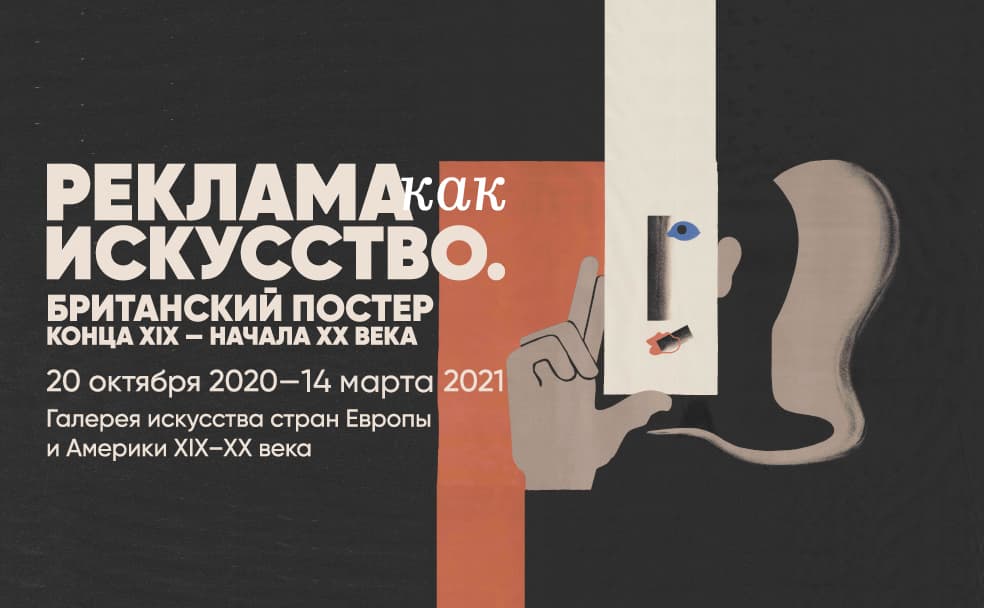 РЕКЛАМА как
ИСКУССТВО.
БРИТАНСКИЙ ПОСТЕР
КОНЦА XIX – НАЧАЛА XX ВЕКА
20 октября 2020–14 марта 2021
Галерея искусства стран Европы
и Америки XIX–XX века